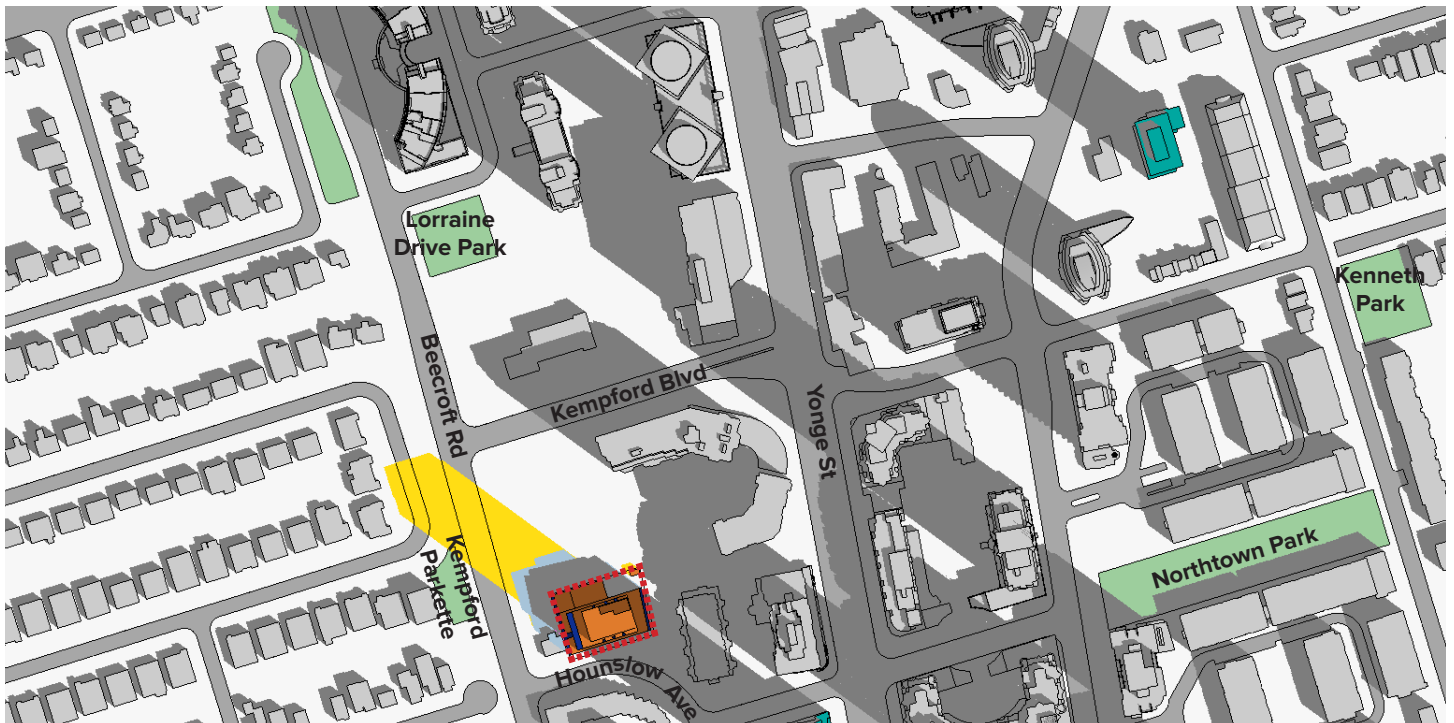 Lorraine
Drive Park
Kenneth
Park
Beecroft Rd
Kempford Blvd
Yonge St
Kempford
Parkette
Northtown Park
Hounslow Ave